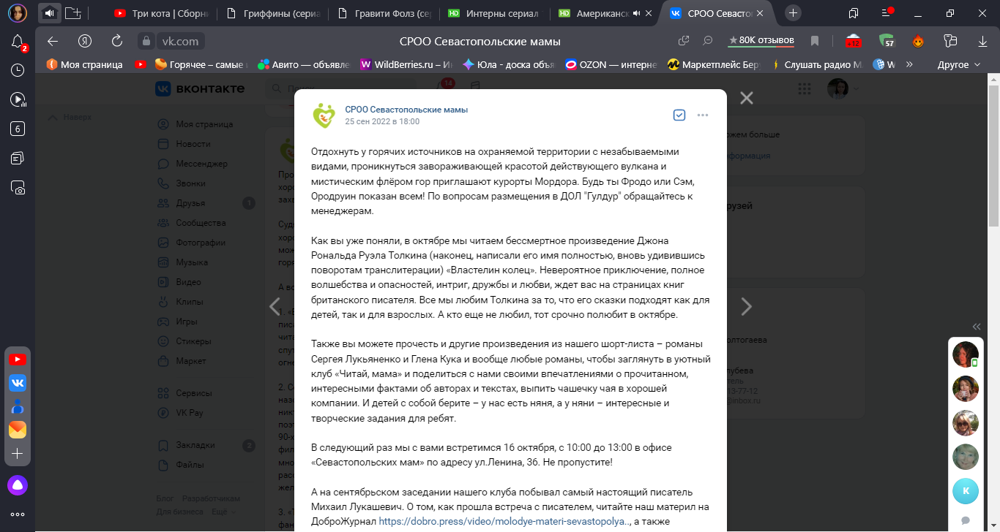 Три кота | Сборн
Гриффины (сериа
Гравити Фолз (се
HD Интерны сериал
HD Американск
СРОО Севасто
vk.com
СРОО Севастопольские мамы
80K отзывов
+12
57
2
Моя страница
Горячее – самые
Авито — объявле
WildBerries.ru – И
Юла - доска объя
OZON — интерне
Маркетплейс Бер
Слушать радио М
W
»
Другое
6
вконтакте
14
Наверх
Моя страница
Новости
Мессенджер
Звонки
Друзья
1
Сообщества
Фотографии
Музыка
Видео
Клипы
Игры
Стикеры
Маркет
Сервисы
VK Pay
Закладки
2
Файлы
Блог Разработчикам
Для бизнеса Ещё
СРОО Севастопольские мамы
25 сен 2022 в 18:00
Отдохнуть у горячих источников на охраняемой территории с незабываемыми
видами, проникнуться завораживающей красотой действующего вулкана и
мистическим флёром гор приглашают курорты Мордора. Будь ты Фродо или Сэм,
Ородруин показан всем! По вопросам размещения в ДОЛ "Гулдур" обращайтесь к
менеджерам.
Как вы уже поняли, в октябре мы читаем бессмертное произведение Джона
Рональда Руэла Толкина (наконец, написали его имя полностью, вновь удивившись
поворотам транслитерации) «Властелин колец». Невероятное приключение, полное
волшебства и опасностей, интриг, дружбы и любви, ждет вас на страницах книг
британского писателя. Все мы любим Толкина за то, что его сказки подходят как для
детей, так и для взрослых. А кто еще не любил, тот срочно полюбит в октябре.
Также вы можете прочесть и другие произведения из нашего шорт-листа – романы
Сергея Лукьяненко и Глена Кука и вообще любые романы, чтобы заглянуть в уютный
клуб «Читай, мама» и поделиться с нами своими впечатлениями о прочитанном,
интересными фактами об авторах и текстах, выпить чашечку чая в хорошей
компании. И детей с собой берите – у нас есть няня, а у няни – интересные и
творческие задания для ребят.
В следующий раз мы с вами встретимся 16 октября, с 10:00 до 13:00 в офисе
«Севастопольских мам» по адресу ул.Ленина, 36. Не пропустите!
А на сентябрьском заседании нашего клуба побывал самый настоящий писатель
Михаил Лукашевич. О том, как прошла встреча с писателем, читайте наш материл на
ДоброЖурнал https://dobro.press/video/molodye-materi-sevastopolya.., а также
ожем больше
нформация
рузей
олтогаева
лубева
тель
13-77-12
@inbox.ru
K